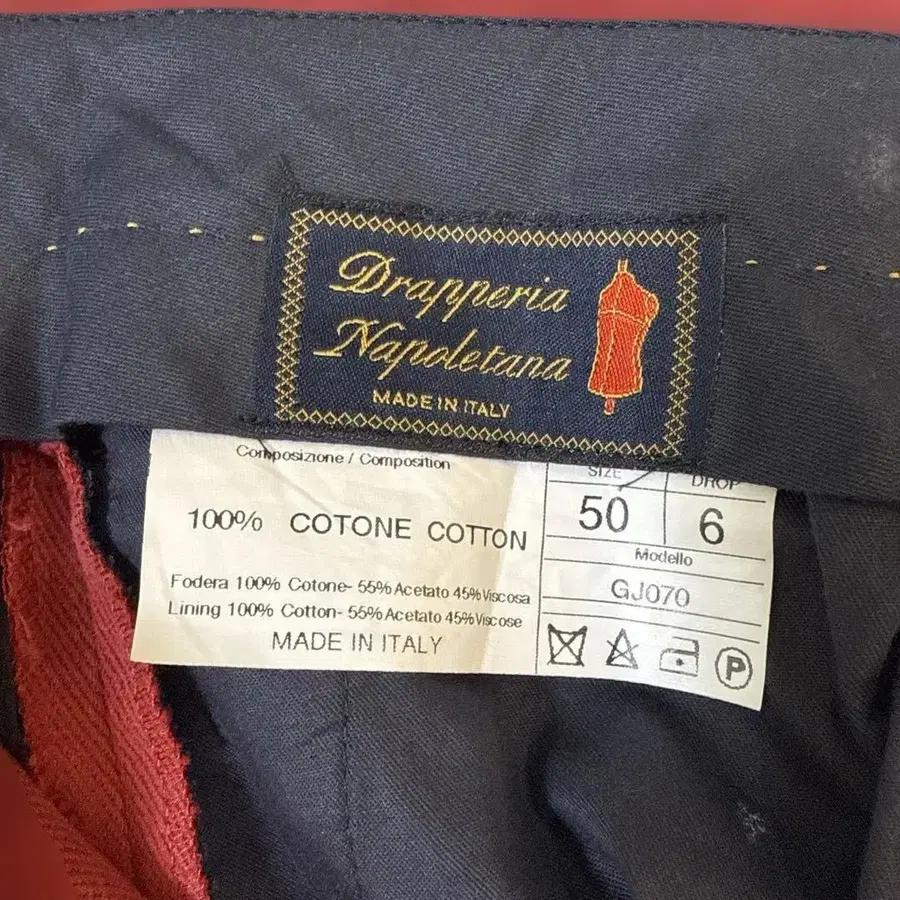 Drapperia
Napoletana
MADE IN ITALY
Composizione / Composition
100% COTONE COTTON
Fodera 100% Cotone- 55% Acetato 45% Viscosa
Lining 100% Cotton- 55% Acetato 45% Viscose
MADE IN ITALY
SIZE DROP
50 6
Modello
GJ070
P